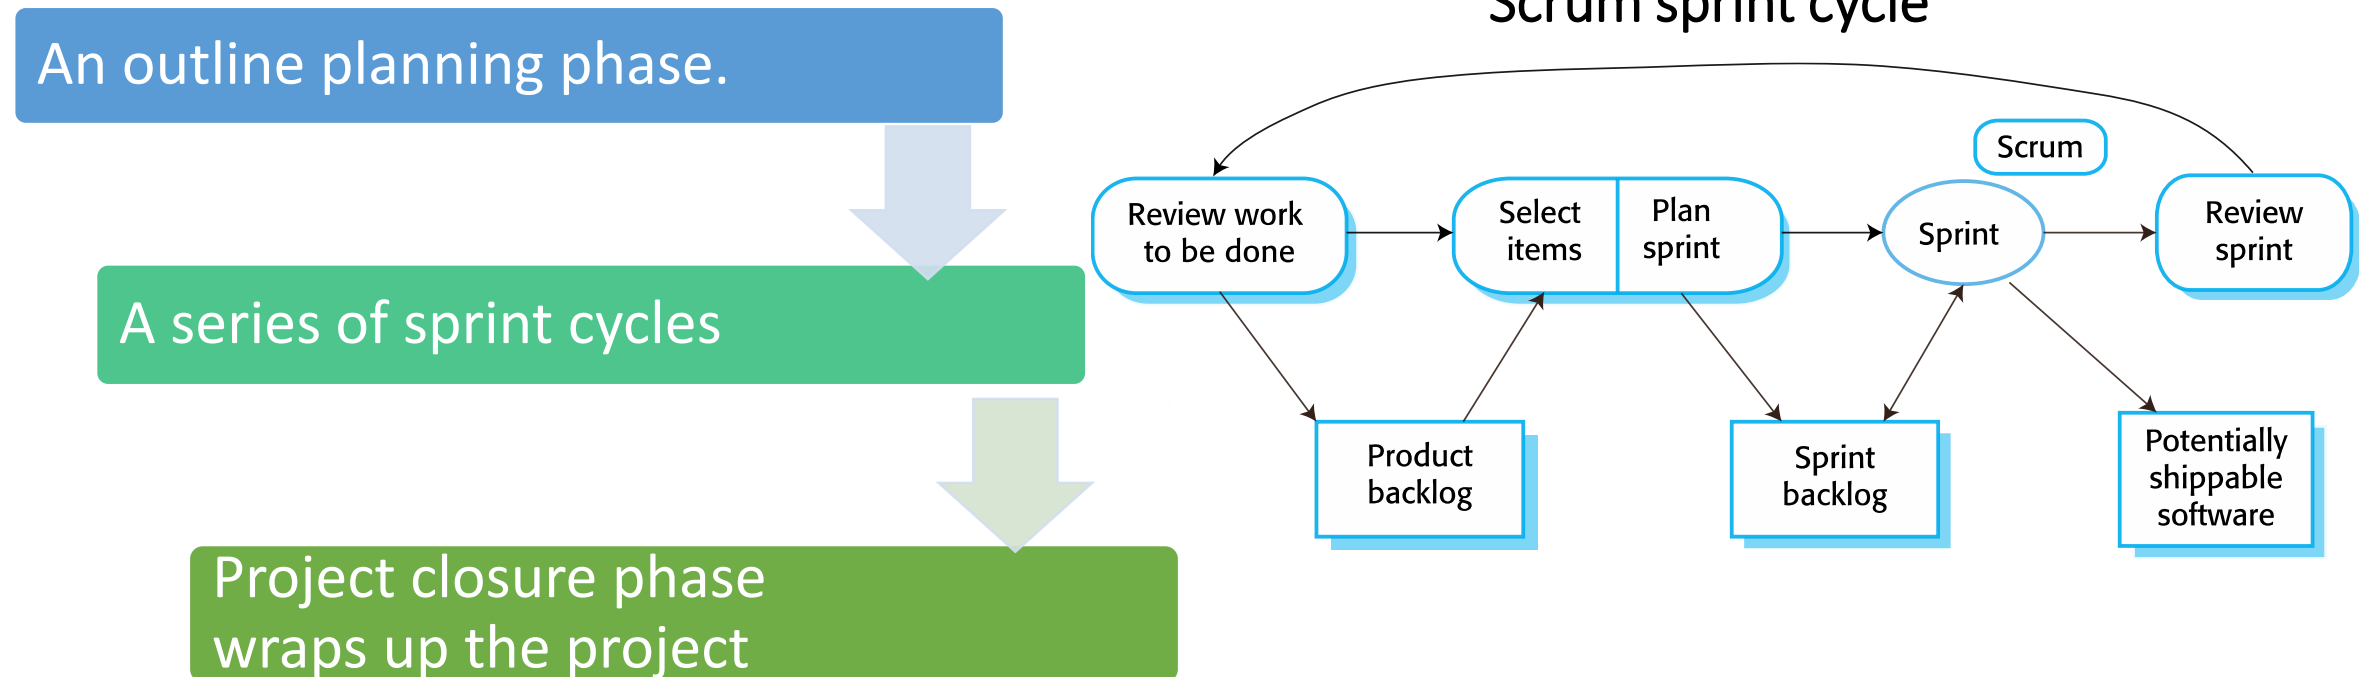 An outline planning phase.
A series of sprint cycles
Project closure phase
wraps up the project
Scrum sprint cycle
Review work
to be done
Select
items
Plan
sprint
Scrum
Sprint
Review
sprint
Product
backlog
Sprint
backlog
Potentially
shippable
software